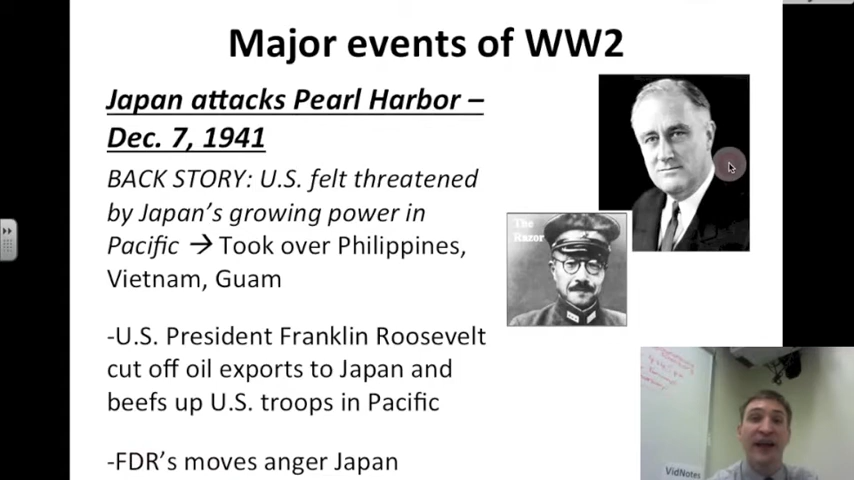 Major events of WW2
Japan attacks Pearl Harbor –
Dec. 7, 1941
BACK STORY: U.S. felt threatened
by Japan's growing power in
Pacific → Took over Philippines,
Vietnam, Guam
-U.S. President Franklin Roosevelt
cut off oil exports to Japan and
beefs up U.S. troops in Pacific
-FDR's moves anger Japan
The
Razor
VidNotes